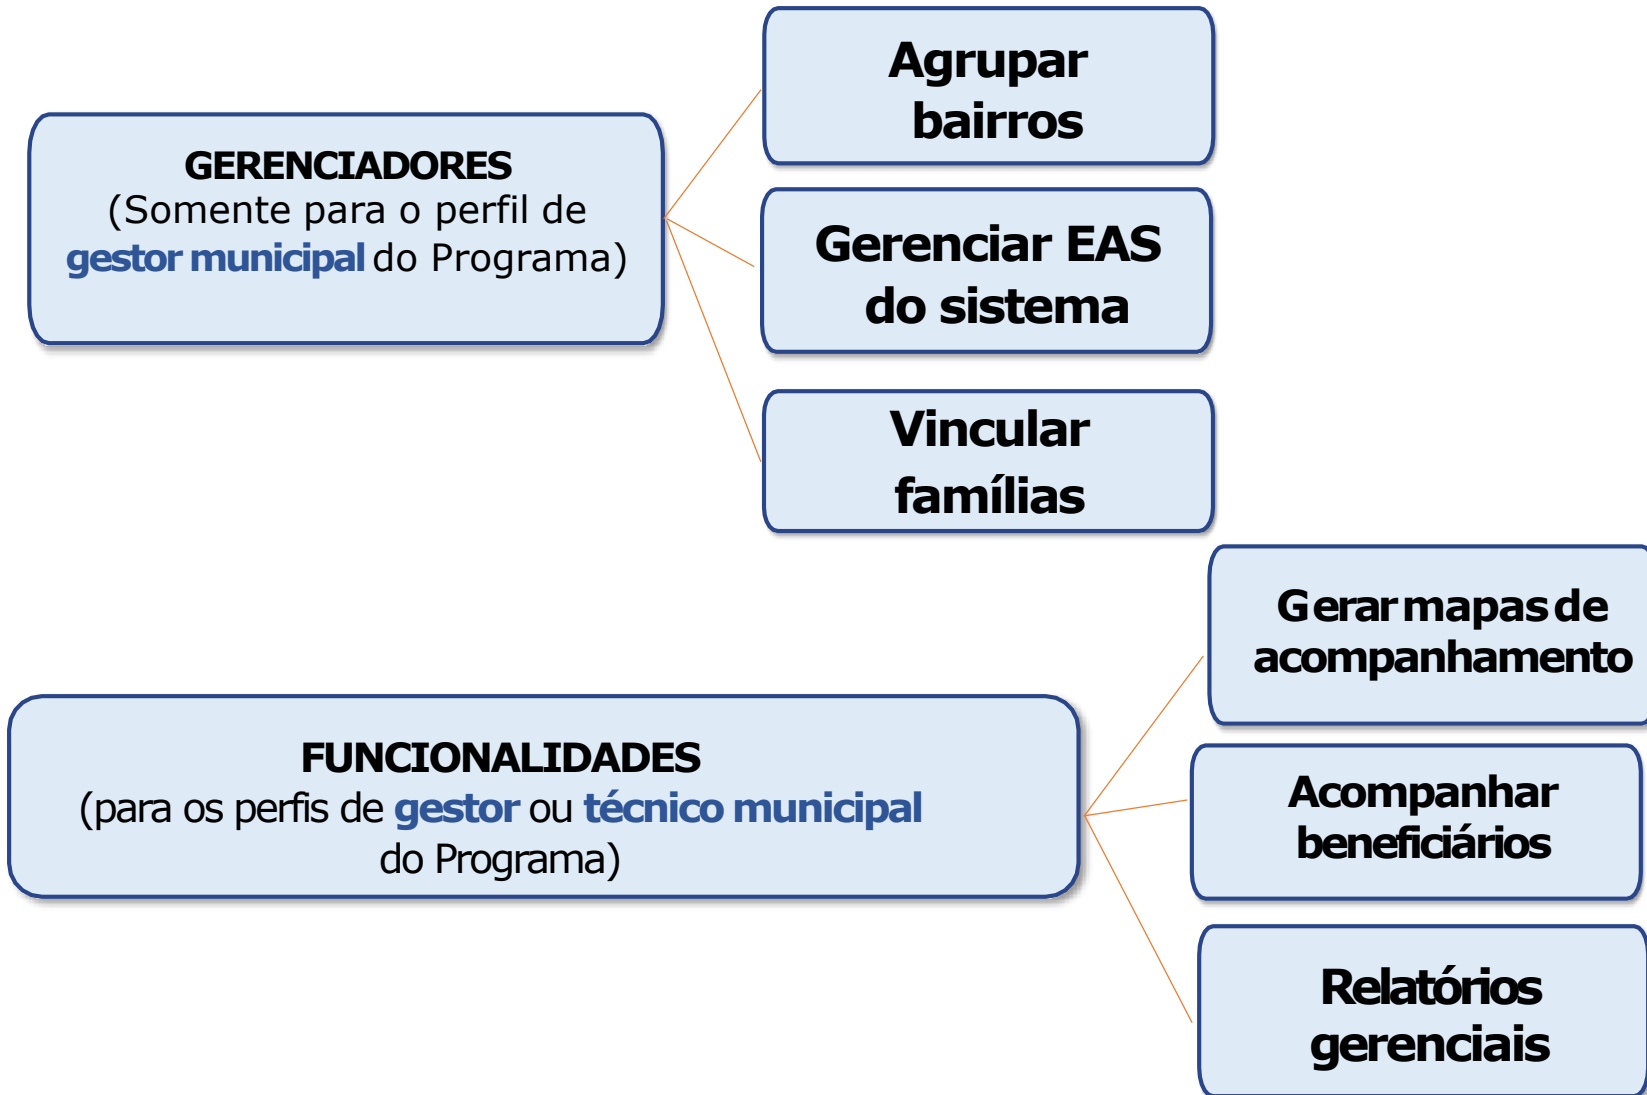 GERENCIADORES
(Somente para o perfil de
gestor municipal do Programa)
Agrupar
bairros
Gerenciar EAS
do sistema
Vincular
famílias
FUNCIONALIDADES
(para os perfis de gestor ou técnico municipal
do Programa)
Gerar mapas de
acompanhamento
Acompanhar
beneficiários
Relatórios
gerenciais